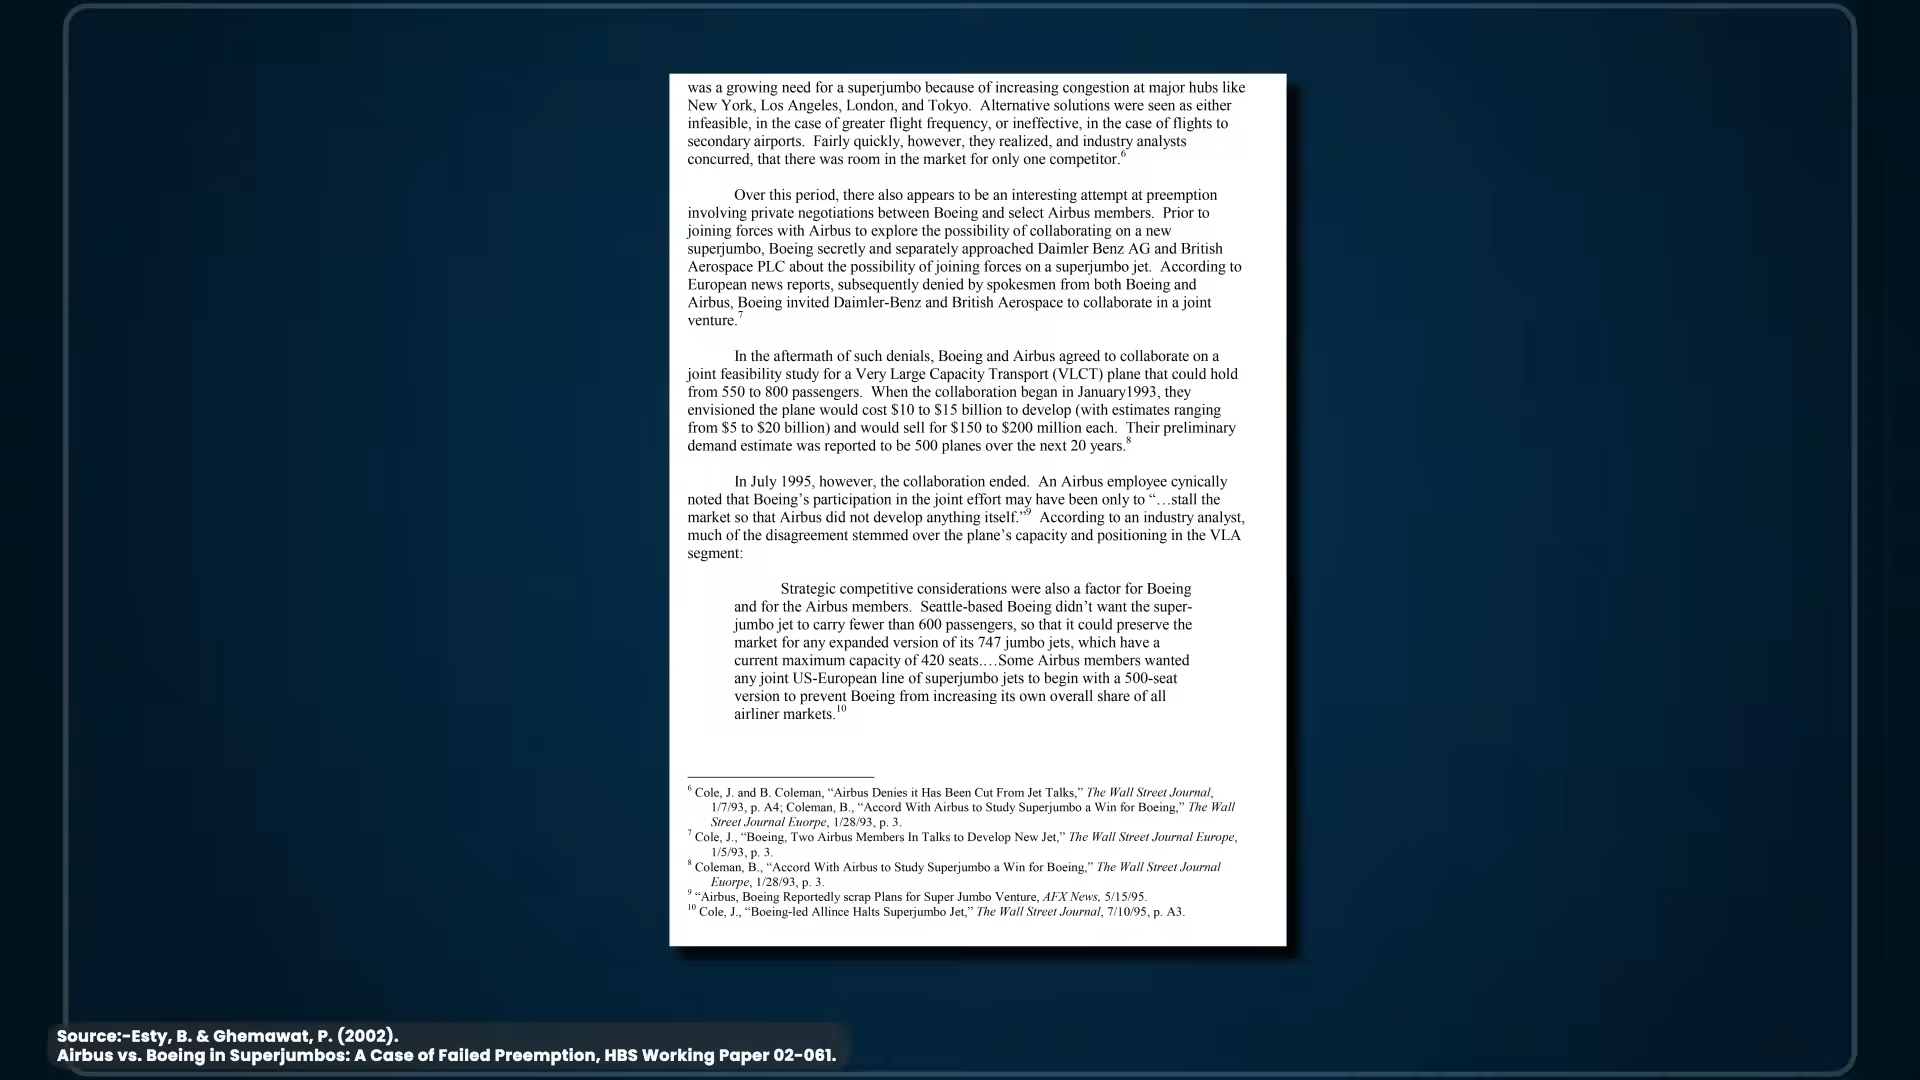 was a growing need for a superjumbo because of increasing congestion at major hubs like
New York, Los Angeles, London, and Tokyo. Alternative solutions were seen as either
infeasible, in the case of greater flight frequency, or ineffective, in the case of flights to
secondary airports. Fairly quickly, however, they realized, and industry analysts
concurred, that there was room in the market for only one competitor.6
Over this period, there also appears to be an interesting attempt at preemption
involving private negotiations between Boeing and select Airbus members. Prior to
joining forces with Airbus to explore the possibility of collaborating on a new
superjumbo, Boeing secretly and separately approached Daimler Benz AG and British
Aerospace PLC about the possibility of joining forces on a superjumbo jet. According to
European news reports, subsequently denied by spokesmen from both Boeing and
Airbus, Boeing invited Daimler-Benz and British Aerospace to collaborate in a joint
venture.7
In the aftermath of such denials, Boeing and Airbus agreed to collaborate on a
joint feasibility study for a Very Large Capacity Transport (VLCT) plane that could hold
from 550 to 800 passengers. When the collaboration began in January1993, they
envisioned the plane would cost $10 to $15 billion to develop (with estimates ranging
from $5 to $20 billion) and would sell for $150 to $200 million each. Their preliminary
demand estimate was reported to be 500 planes over the next 20 years.8
In July 1995, however, the collaboration ended. An Airbus employee cynically
noted that Boeing’s participation in the joint effort may have been only to “…stall the
market so that Airbus did not develop anything itself.”9 According to an industry analyst,
much of the disagreement stemmed over the plane’s capacity and positioning in the VLA
segment:
Strategic competitive considerations were also a factor for Boeing
and for the Airbus members. Seattle-based Boeing didn’t want the super-
jumbo jet to carry fewer than 600 passengers, so that it could preserve the
market for any expanded version of its 747 jumbo jets, which have a
current maximum capacity of 420 seats.…Some Airbus members wanted
any joint US-European line of superjumbo jets to begin with a 500-seat
version to prevent Boeing from increasing its own overall share of all
airliner markets.10
6 Cole, J. and B. Coleman, “Airbus Denies it Has Been Cut From Jet Talks,” The Wall Street Journal,
1/7/93, p. A4; Coleman, B., “Accord With Airbus to Study Superjumbo a Win for Boeing,” The Wall
Street Journal Euorpe, 1/28/93, p. 3.
7 Cole, J., “Boeing, Two Airbus Members In Talks to Develop New Jet,” The Wall Street Journal Europe,
1/5/93, p. 3.
8 Coleman, B., “Accord With Airbus to Study Superjumbo a Win for Boeing,” The Wall Street Journal
Euorpe, 1/28/93, p. 3.
9 “Airbus, Boeing Reportedly scrap Plans for Super Jumbo Venture, AFX News, 5/15/95.
10 Cole, J., “Boeing-led Allince Halts Superjumbo Jet,” The Wall Street Journal, 7/10/95, p. A3.
Source:-Esty, B. & Ghemawat, P. (2002).
Airbus vs. Boeing in Superjumbos: A Case of Failed Preemption, HBS Working Paper 02-061.